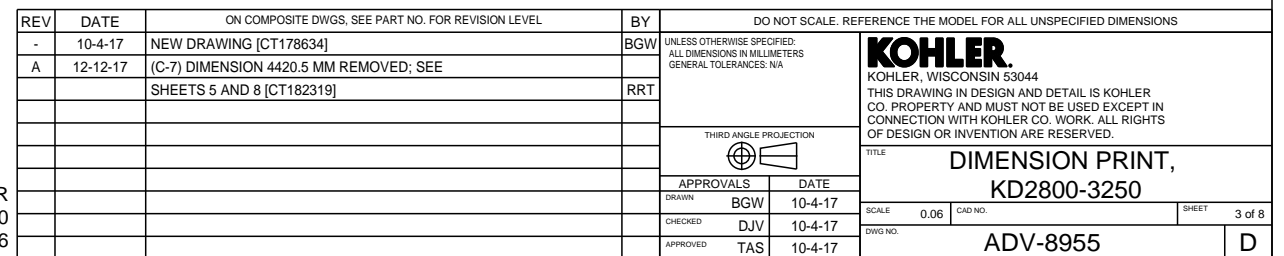 REV DATE ON COMPOSITE DWGS, SEE PART NO. FOR REVISION LEVEL BY
- 10-4-17 NEW DRAWING [CT178634] BGW
A 12-12-17 (C-7) DIMENSION 4420.5 MM REMOVED; SEE
SHEETS 5 AND 8 [CT182319] RRT
R
0
6
DO NOT SCALE. REFERENCE THE MODEL FOR ALL UNSPECIFIED DIMENSIONS
UNLESS OTHERWISE SPECIFIED:
ALL DIMENSIONS IN MILLIMETERS
GENERAL TOLERANCES: N/A
THIRD ANGLE PROJECTION
APPROVALS DATE
DRAWN BGW 10-4-17
CHECKED DJV 10-4-17
APPROVED TAS 10-4-17
KOHLER.
KOHLER, WISCONSIN 53044
THIS DRAWING IN DESIGN AND DETAIL IS KOHLER
CO. PROPERTY AND MUST NOT BE USED EXCEPT IN
CONNECTION WITH KOHLER CO. WORK. ALL RIGHTS
OF DESIGN OR INVENTION ARE RESERVED.
TITLE DIMENSION PRINT,
KD2800-3250
SCALE 0.06 CAD NO. SHEET 3 of 8
DWG NO. ADV-8955 D